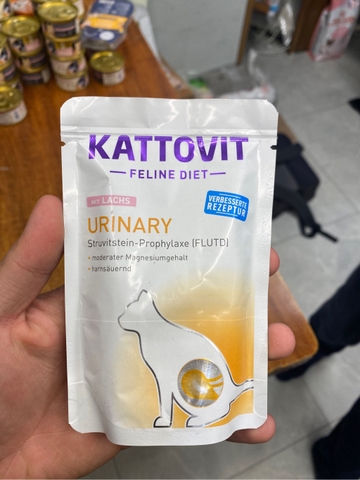 KATTOVIT
FELINE DIET
MIT LACHS
VERBESSERTE
REZEPTUR
URINARY
Struvitstein-Prophylaxe (FLUTD)
• moderater Magnesiumgehalt
• harnsäuernd